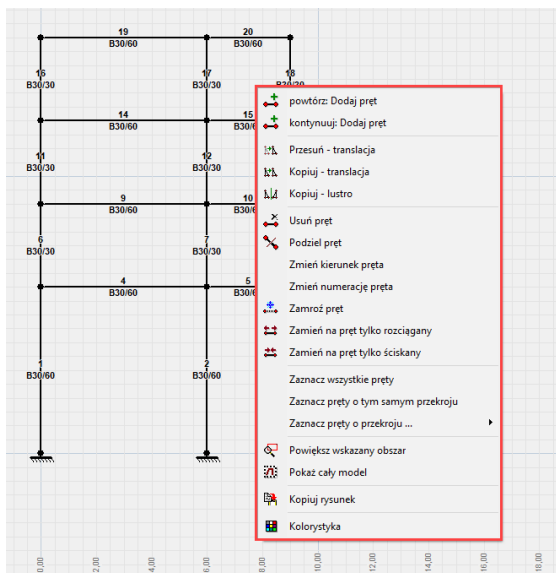 19
20
B30/60
B30/60
16
17
18
B30/30
B30/30
powtórz: Dodaj pręt
kontynuuj: Dodaj pręt
14
15
B30/60
Przesuń - translacja
11
12
B30/30
B30/30
Kopiuj - translacja
Kopiuj - lustro
9
10
B30/60
Usuń pręt
6
7
B30/30
B30/30
Podziel pręt
Zmień kierunek pręta
4
5
B30/60
Zmień numerację pręta
Zamroź pręt
Zamień na pręt tylko rozciągany
Zamień na pręt tylko ściskany
1
2
B30/60
B30/60
Zaznacz wszystkie pręty
Zaznacz pręty o tym samym przekroju
Zaznacz pręty o przekroju ...
Powiększ wskazany obszar
Pokaż cały model
Kopiuj rysunek
Kolorystyka
0,00
2,00
4,00
6,00
8,00
10,00
12,00
14,00
16,00
18,00